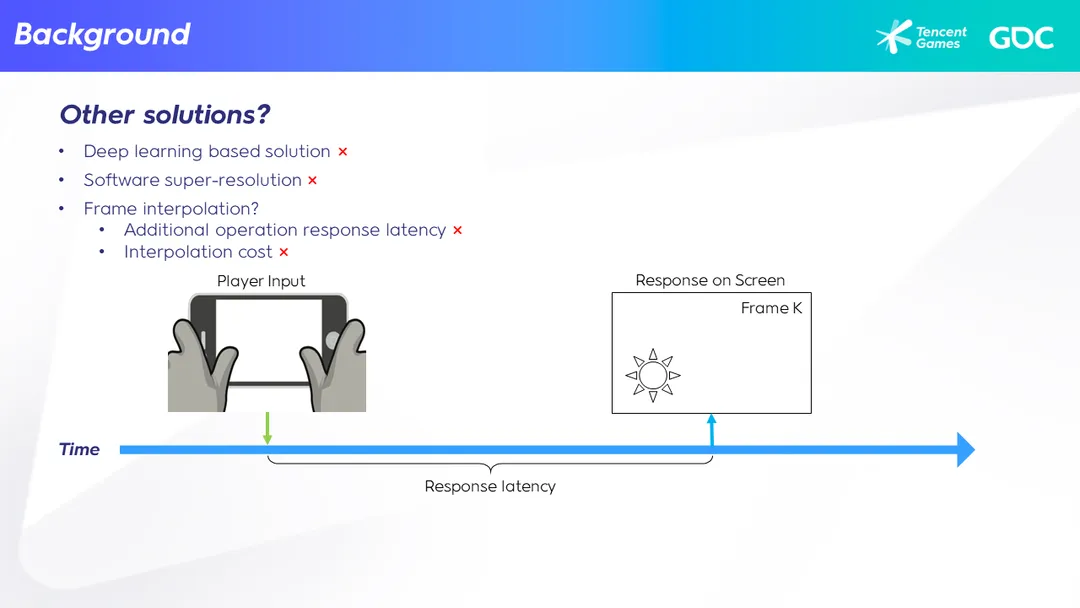 Background
Tencent
Games
GDC
Other solutions?
• Deep learning based solution ×
• Software super-resolution ×
• Frame interpolation?
• Additional operation response latency ×
• Interpolation cost ×
Player Input
Response on Screen
Frame K
Time
Response latency